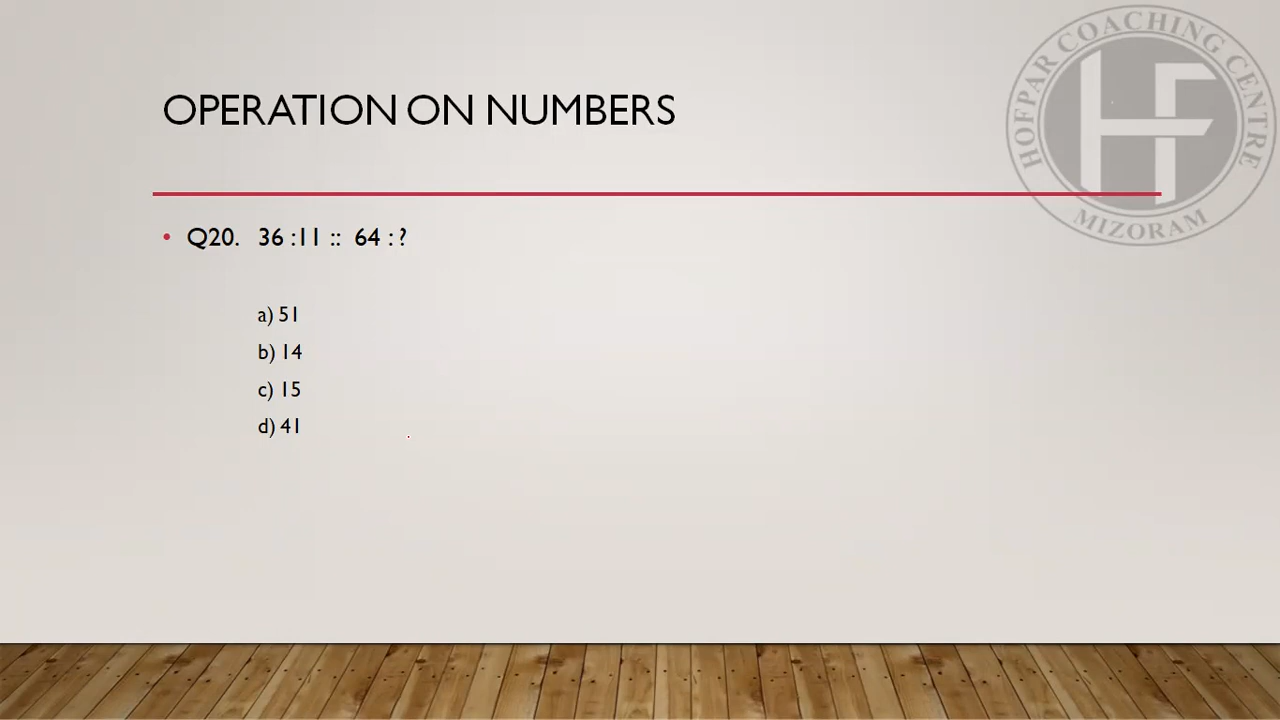 HOFPAR COACHING CENTRE
HF
MIZORAM
OPERATION ON NUMBERS
• Q20. 36 :11 :: 64 : ?
a) 51
b) 14
c) 15
d) 41